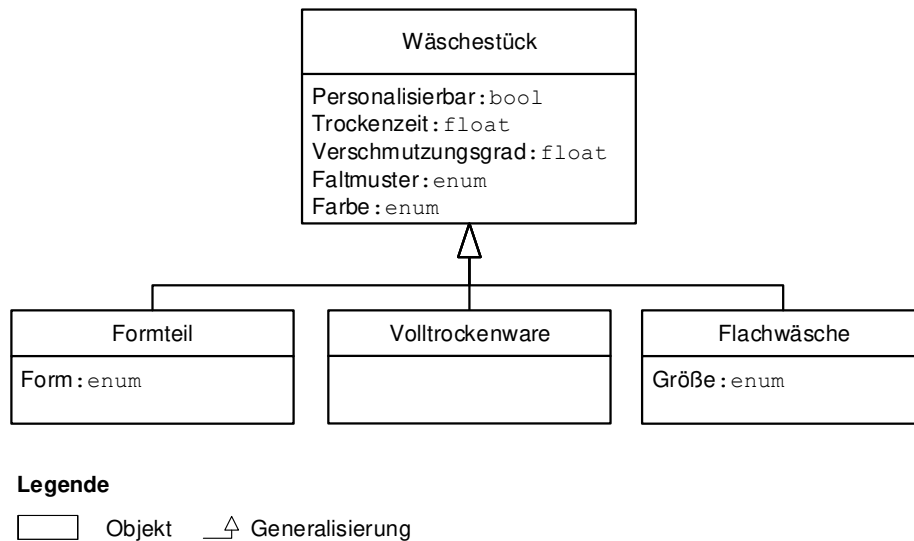 Wäschestück
Personalisierbar:bool
Trockenzeit:float
Verschmutzungsgrad:float
Faltmuster:enum
Farbe:enum
Formteil
Form:enum
Volltrockenware
Flachwäsche
Größe:enum
Legende
Objekt
Generalisierung